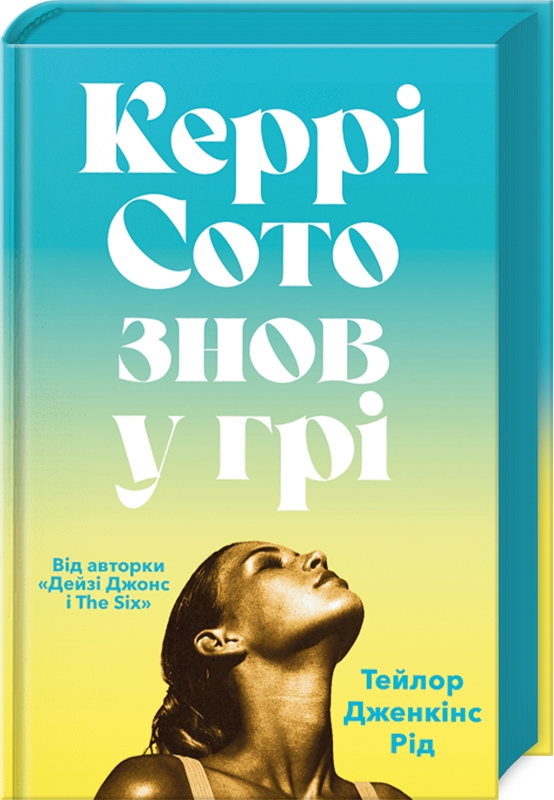 Керрі
Сото
знов
у грі
Від авторки
«Дейзі Джонс
і The Six»
Тейлор
Дженкінс
Рід